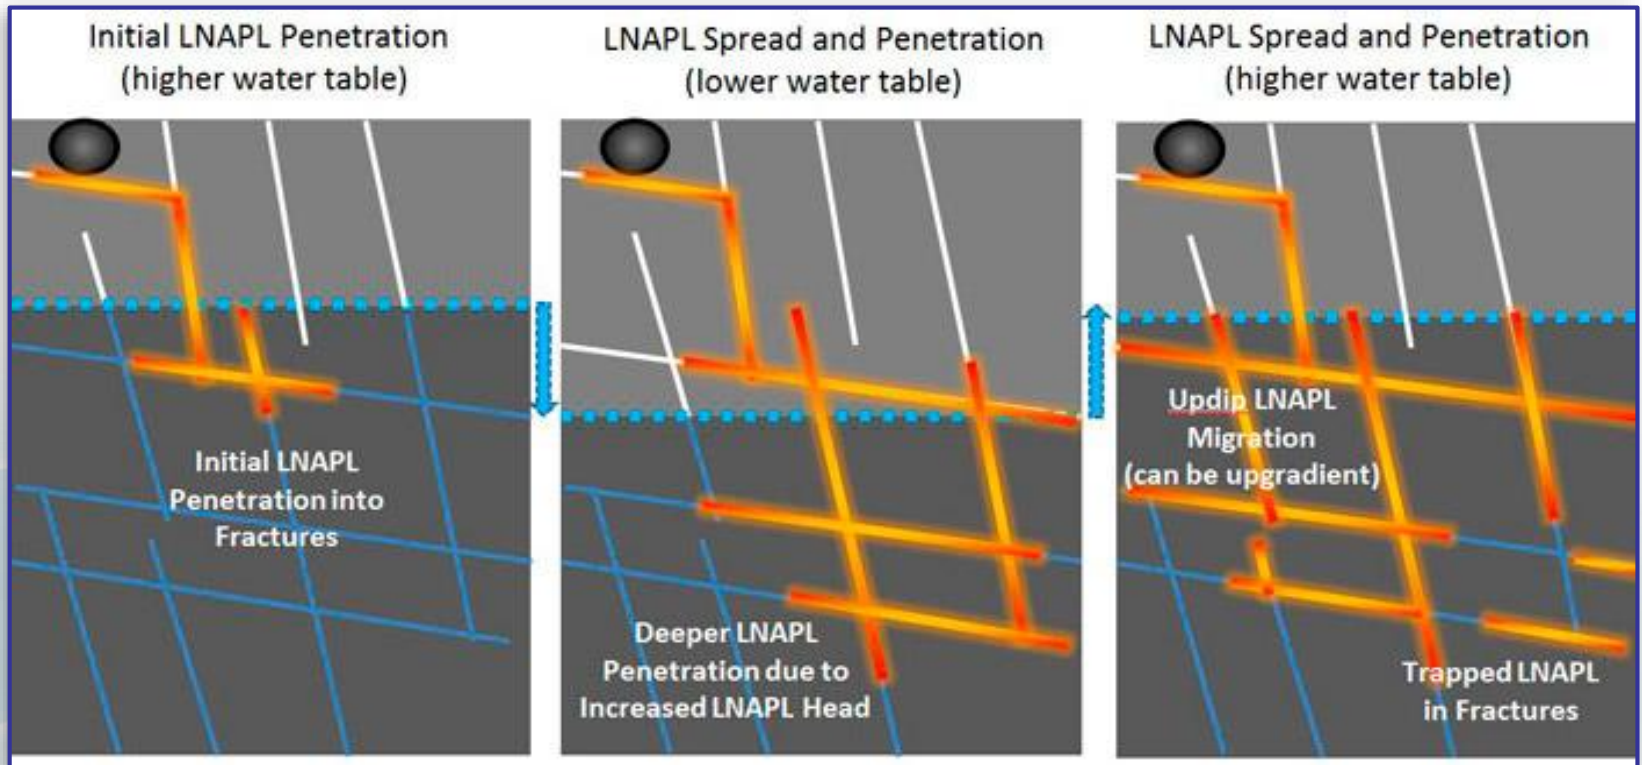 Initial LNAPL Penetration
(higher water table)
LNAPL Spread and Penetration
(lower water table)
LNAPL Spread and Penetration
(higher water table)
Initial LNAPL
Penetration into
Fractures
Deeper LNAPL
Penetration due to
Increased LNAPL Head
Updip LNAPL
Migration
(can be upgradient)
Trapped LNAPL
in Fractures